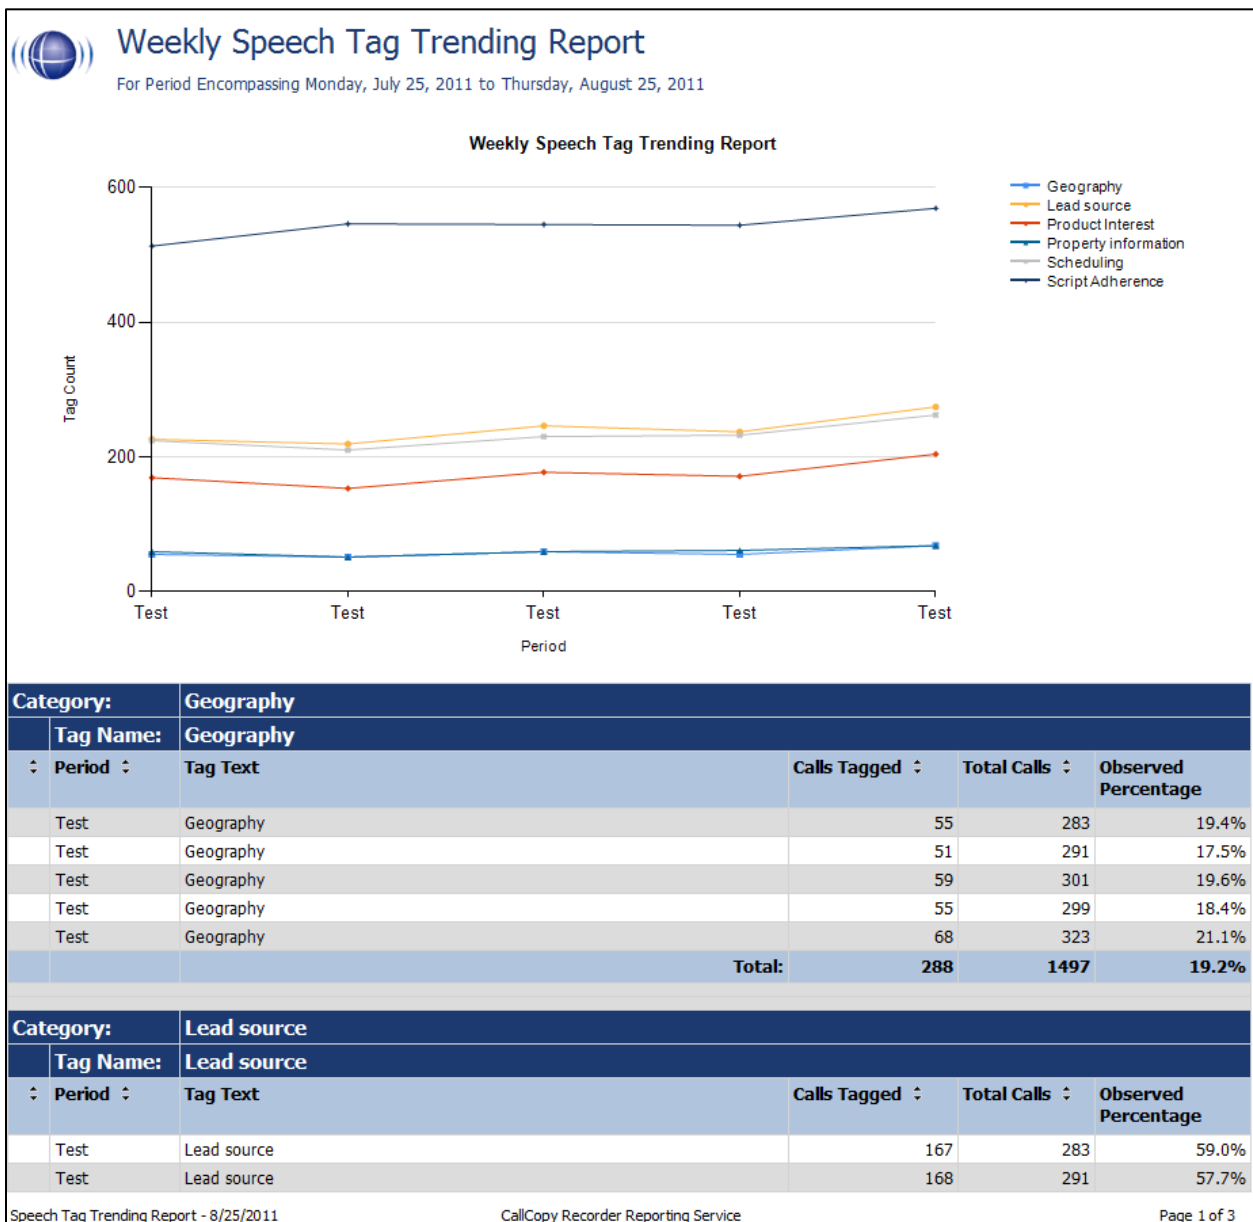 Weekly Speech Tag Trending Report
For Period Encompassing Monday, July 25, 2011 to Thursday, August 25, 2011
Weekly Speech Tag Trending Report
600
400
200
0
Tag Count
Test Test Test Test Test
Period
Geography
Lead source
Product Interest
Property information
Scheduling
Script Adherence
Category: Geography
Tag Name: Geography
Period Tag Text Calls Tagged Total Calls Observed Percentage
Test Geography 55 283 19.4%
Test Geography 51 291 17.5%
Test Geography 59 301 19.6%
Test Geography 55 299 18.4%
Test Geography 68 323 21.1%
Total: 288 1497 19.2%
Category: Lead source
Tag Name: Lead source
Period Tag Text Calls Tagged Total Calls Observed Percentage
Test Lead source 167 283 59.0%
Test Lead source 168 291 57.7%
Speech Tag Trending Report - 8/25/2011 CallCopy Recorder Reporting Service Page 1 of 3